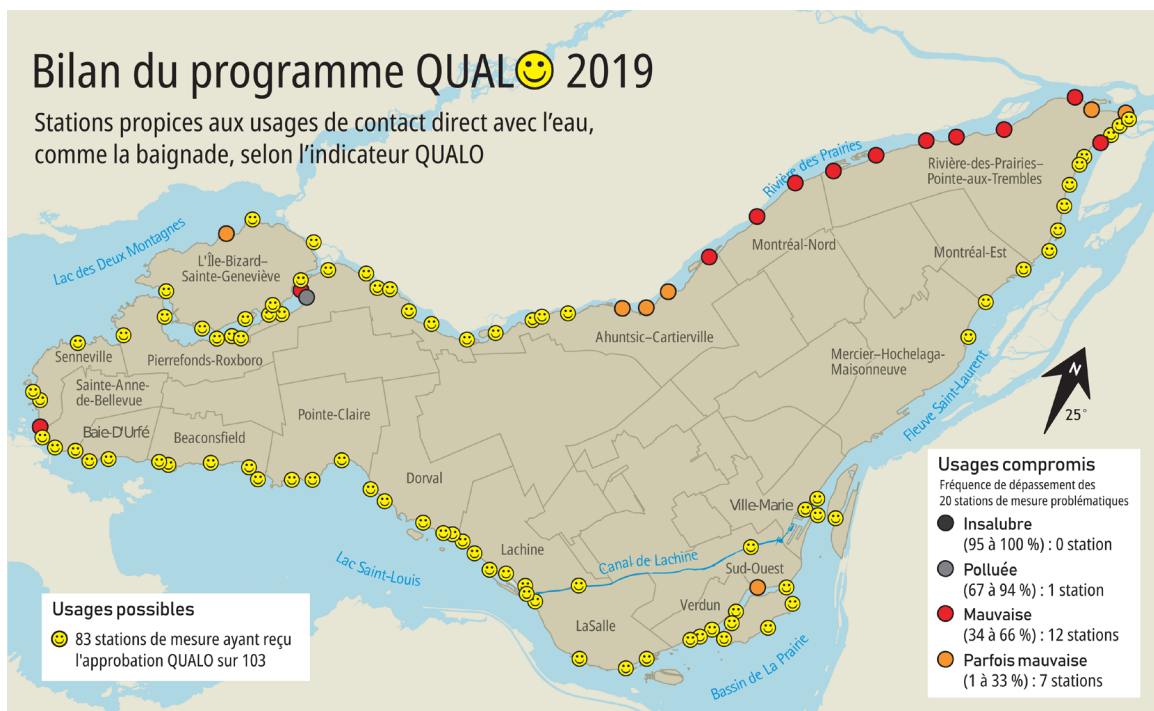 Bilan du programme QUAL 2019
Stations propices aux usages de contact direct avec l'eau,
comme la baignade, selon l'indicateur QUALO
Rivière des Prairies
Rivière-des-Prairies–
Pointe-aux-Trembles
Lac des Deux Montagnes
L'Île-Bizard–
Sainte-Geneviève
Montréal-Nord
Montréal-Est
Ahuntsic–Cartierville
Senneville
Pierrefonds-Roxboro
Mercier–Hochelaga-
Maisonneuve
Sainte-Anne-
de-Bellevue
Fleuve Saint-Laurent
N
25°
Pointe-Claire
Baie-D'Urfé
Beaconsfield
Dorval
Ville-Marie
Lachine
Canal de Lachine
Lac Saint-Louis
Sud-Ouest
Verdun
LaSalle
Bassin de La Prairie
Usages possibles
83 stations de mesure ayant reçu
l'approbation QUALO sur 103
Usages compromis
Fréquence de dépassement des
20 stations de mesure problématiques
Insalubre
(95 à 100 %) : 0 station
Polluée
(67 à 94 %) : 1 station
Mauvaise
(34 à 66 %) : 12 stations
Parfois mauvaise
(1 à 33 %) : 7 stations